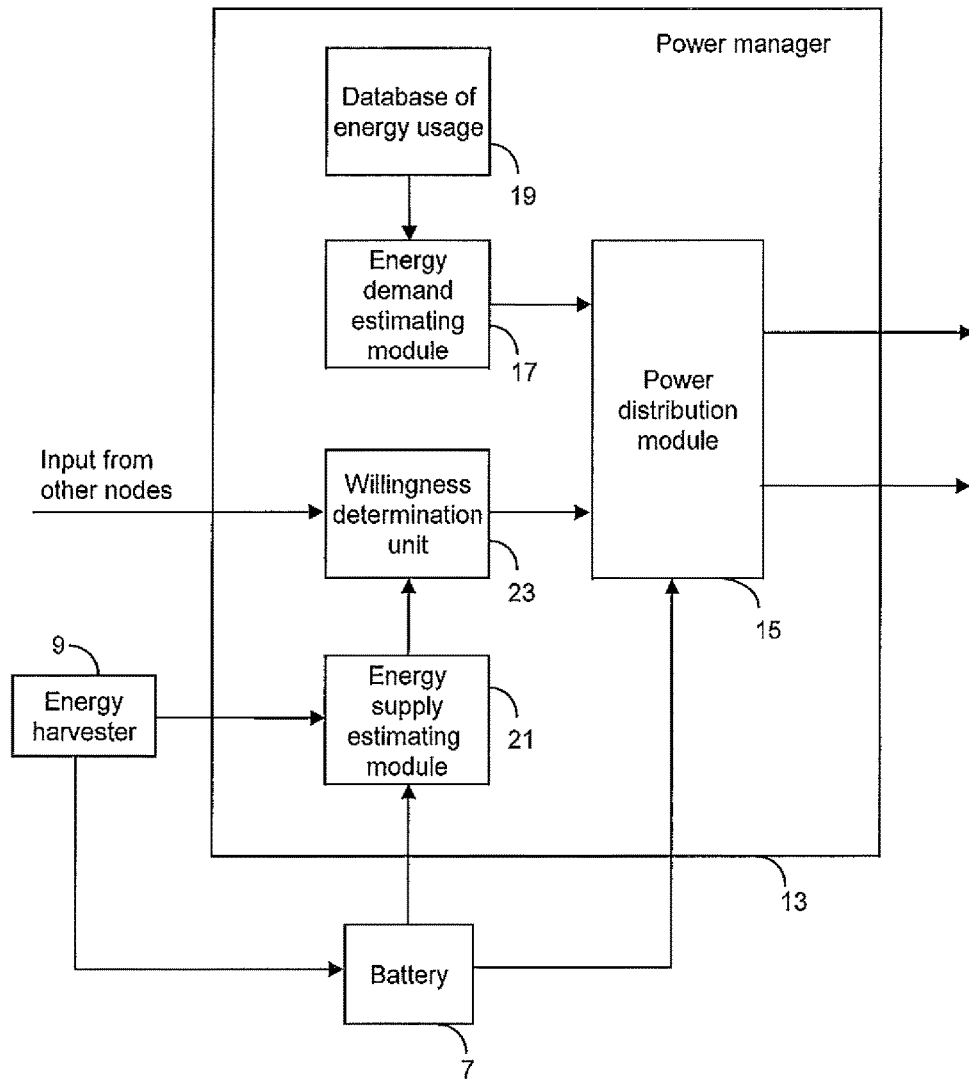 Power manager
Database of
energy usage
19
Energy
demand
estimating
module
17
Power
distribution
module
15
Input from
other nodes
Willingness
determination
unit
23
9
Energy
harvester
Energy
supply
estimating
module
21
13
Battery
7